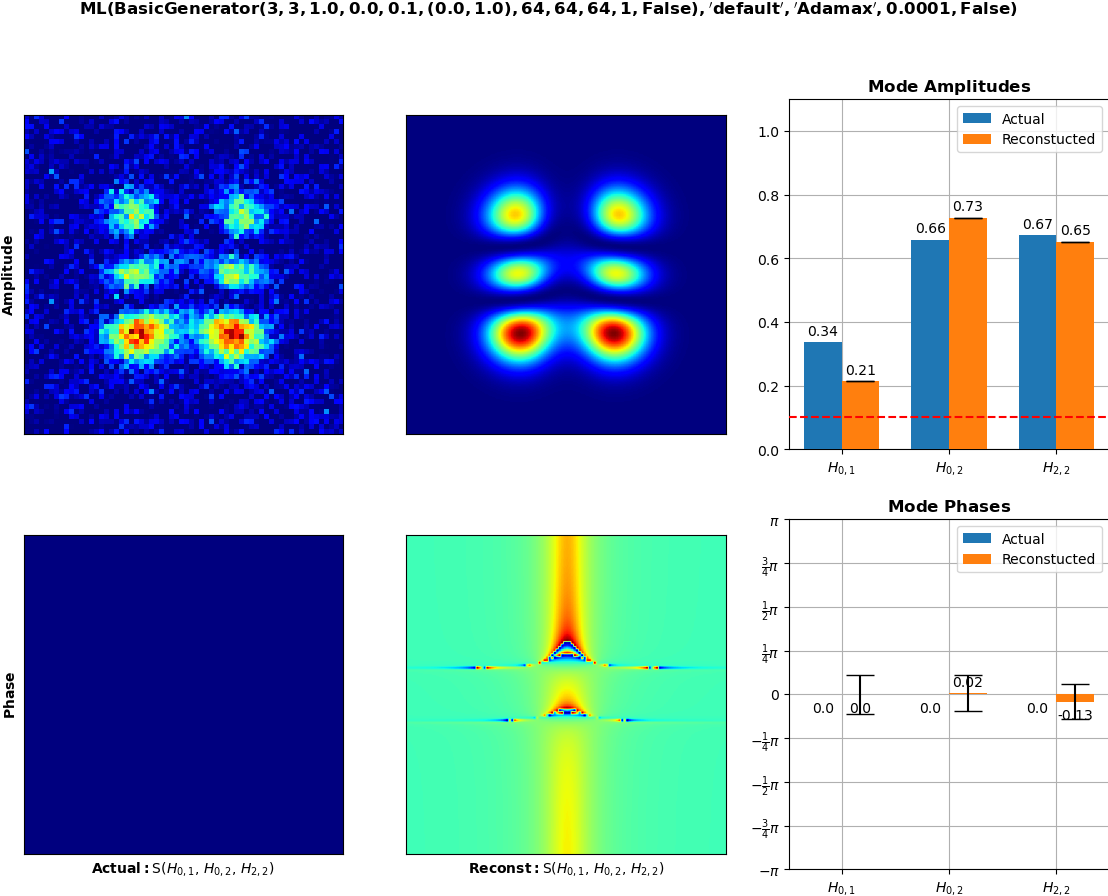 ML(BasicGenerator(3, 3, 1.0, 0.0, 0.1, (0.0, 1.0), 64, 64, 64, 1, False), ′default′, ′Adamax′, 0.0001, False)
Mode Amplitudes
Amplitude
Actual
Reconstucted
1.0
0.8
0.6
0.4
0.2
0.0
0.34
0.21
0.66
0.73
0.67
0.65
H0,1
H0,2
H2,2
Mode Phases
Phase
Actual
Reconstucted
π
3/4π
1/2π
1/4π
0
−1/4π
−1/2π
−3/4π
−π
0.0
0.0
0.0
0.02
0.0
-0.13
H0,1
H0,2
H2,2
Actual: S(H0,1, H0,2, H2,2)
Reconst: S(H0,1, H0,2, H2,2)